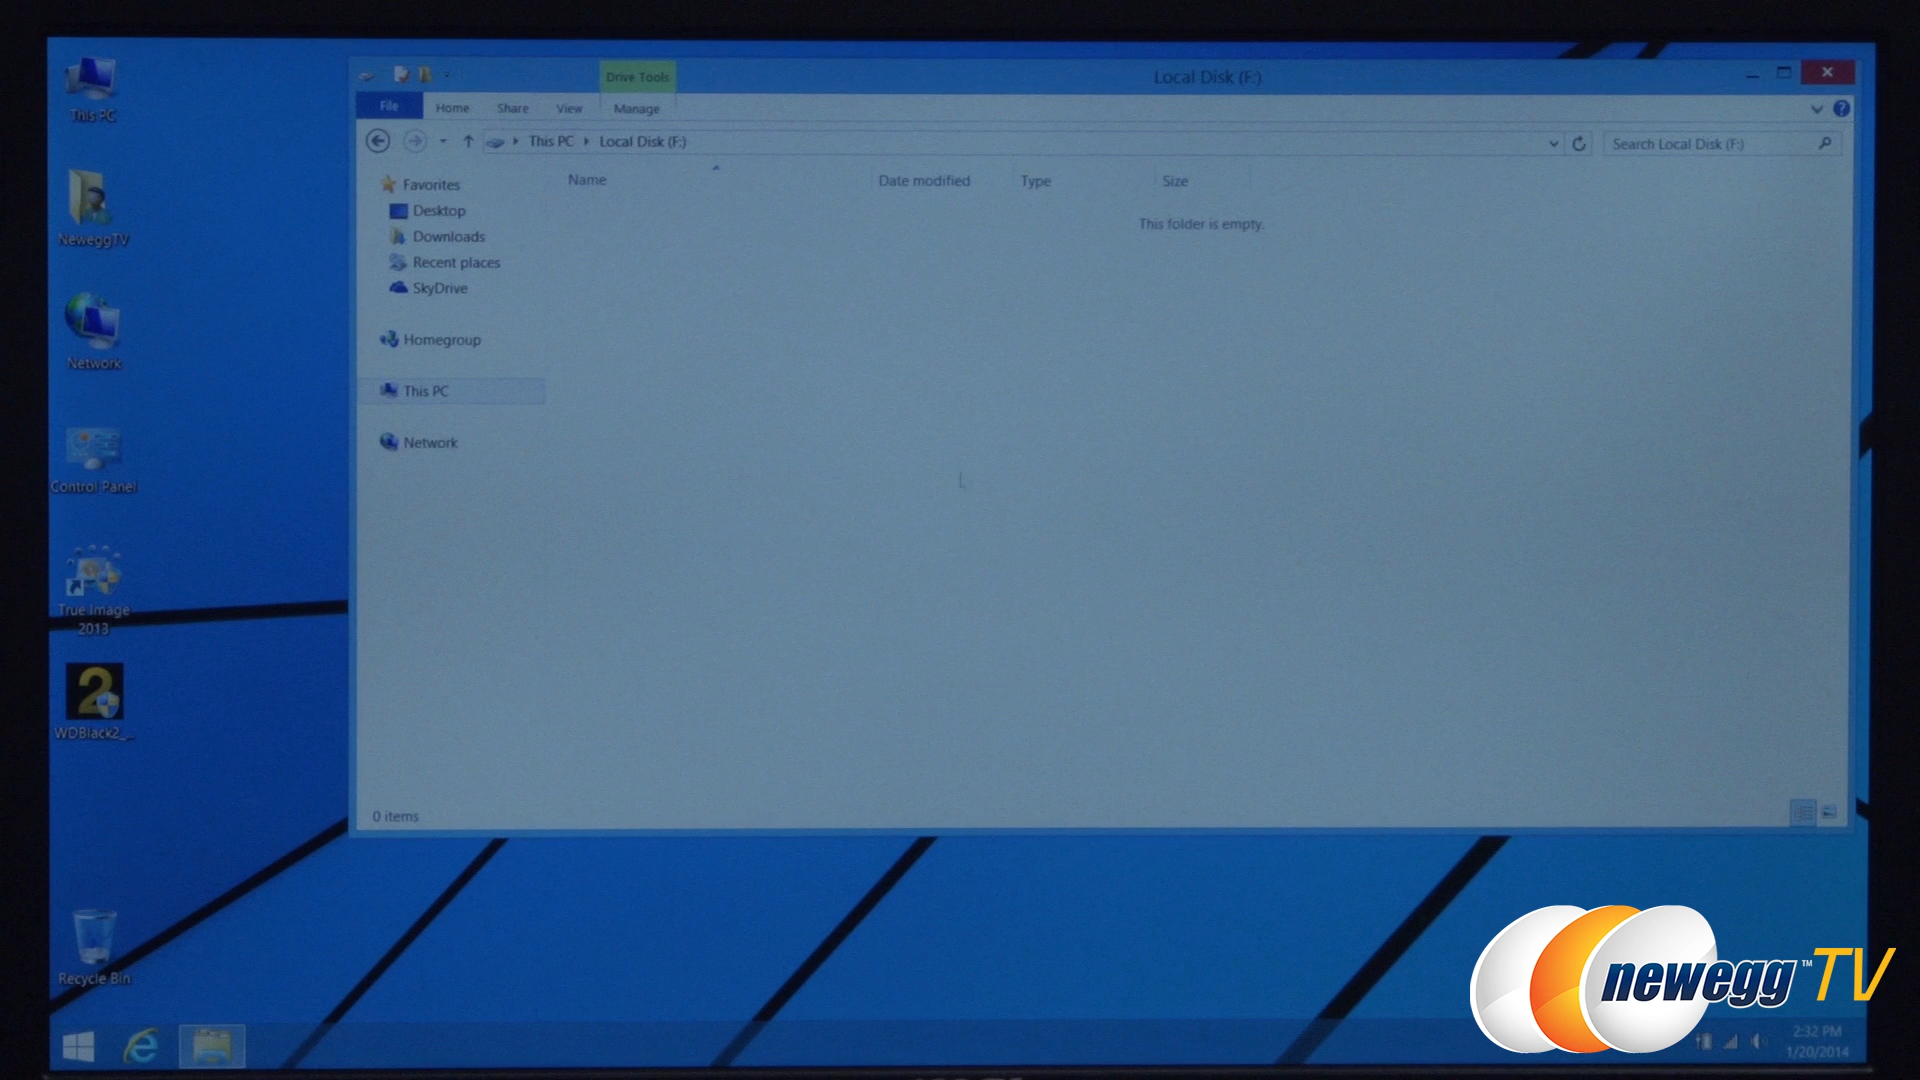 This PC
NeweggTV
Network
Control Panel
True Image
2013
WDBlack2_...
Recycle Bin
Drive Tools
Local Disk (F:)
File
Home
Share
View
Manage
This PC
Local Disk (F:)
Search Local Disk (F:)
Favorites
Desktop
Downloads
Recent places
SkyDrive
Homegroup
This PC
Network
Name
Date modified
Type
Size
This folder is empty.
0 items
newegg™TV
2:32 PM
1/20/2014